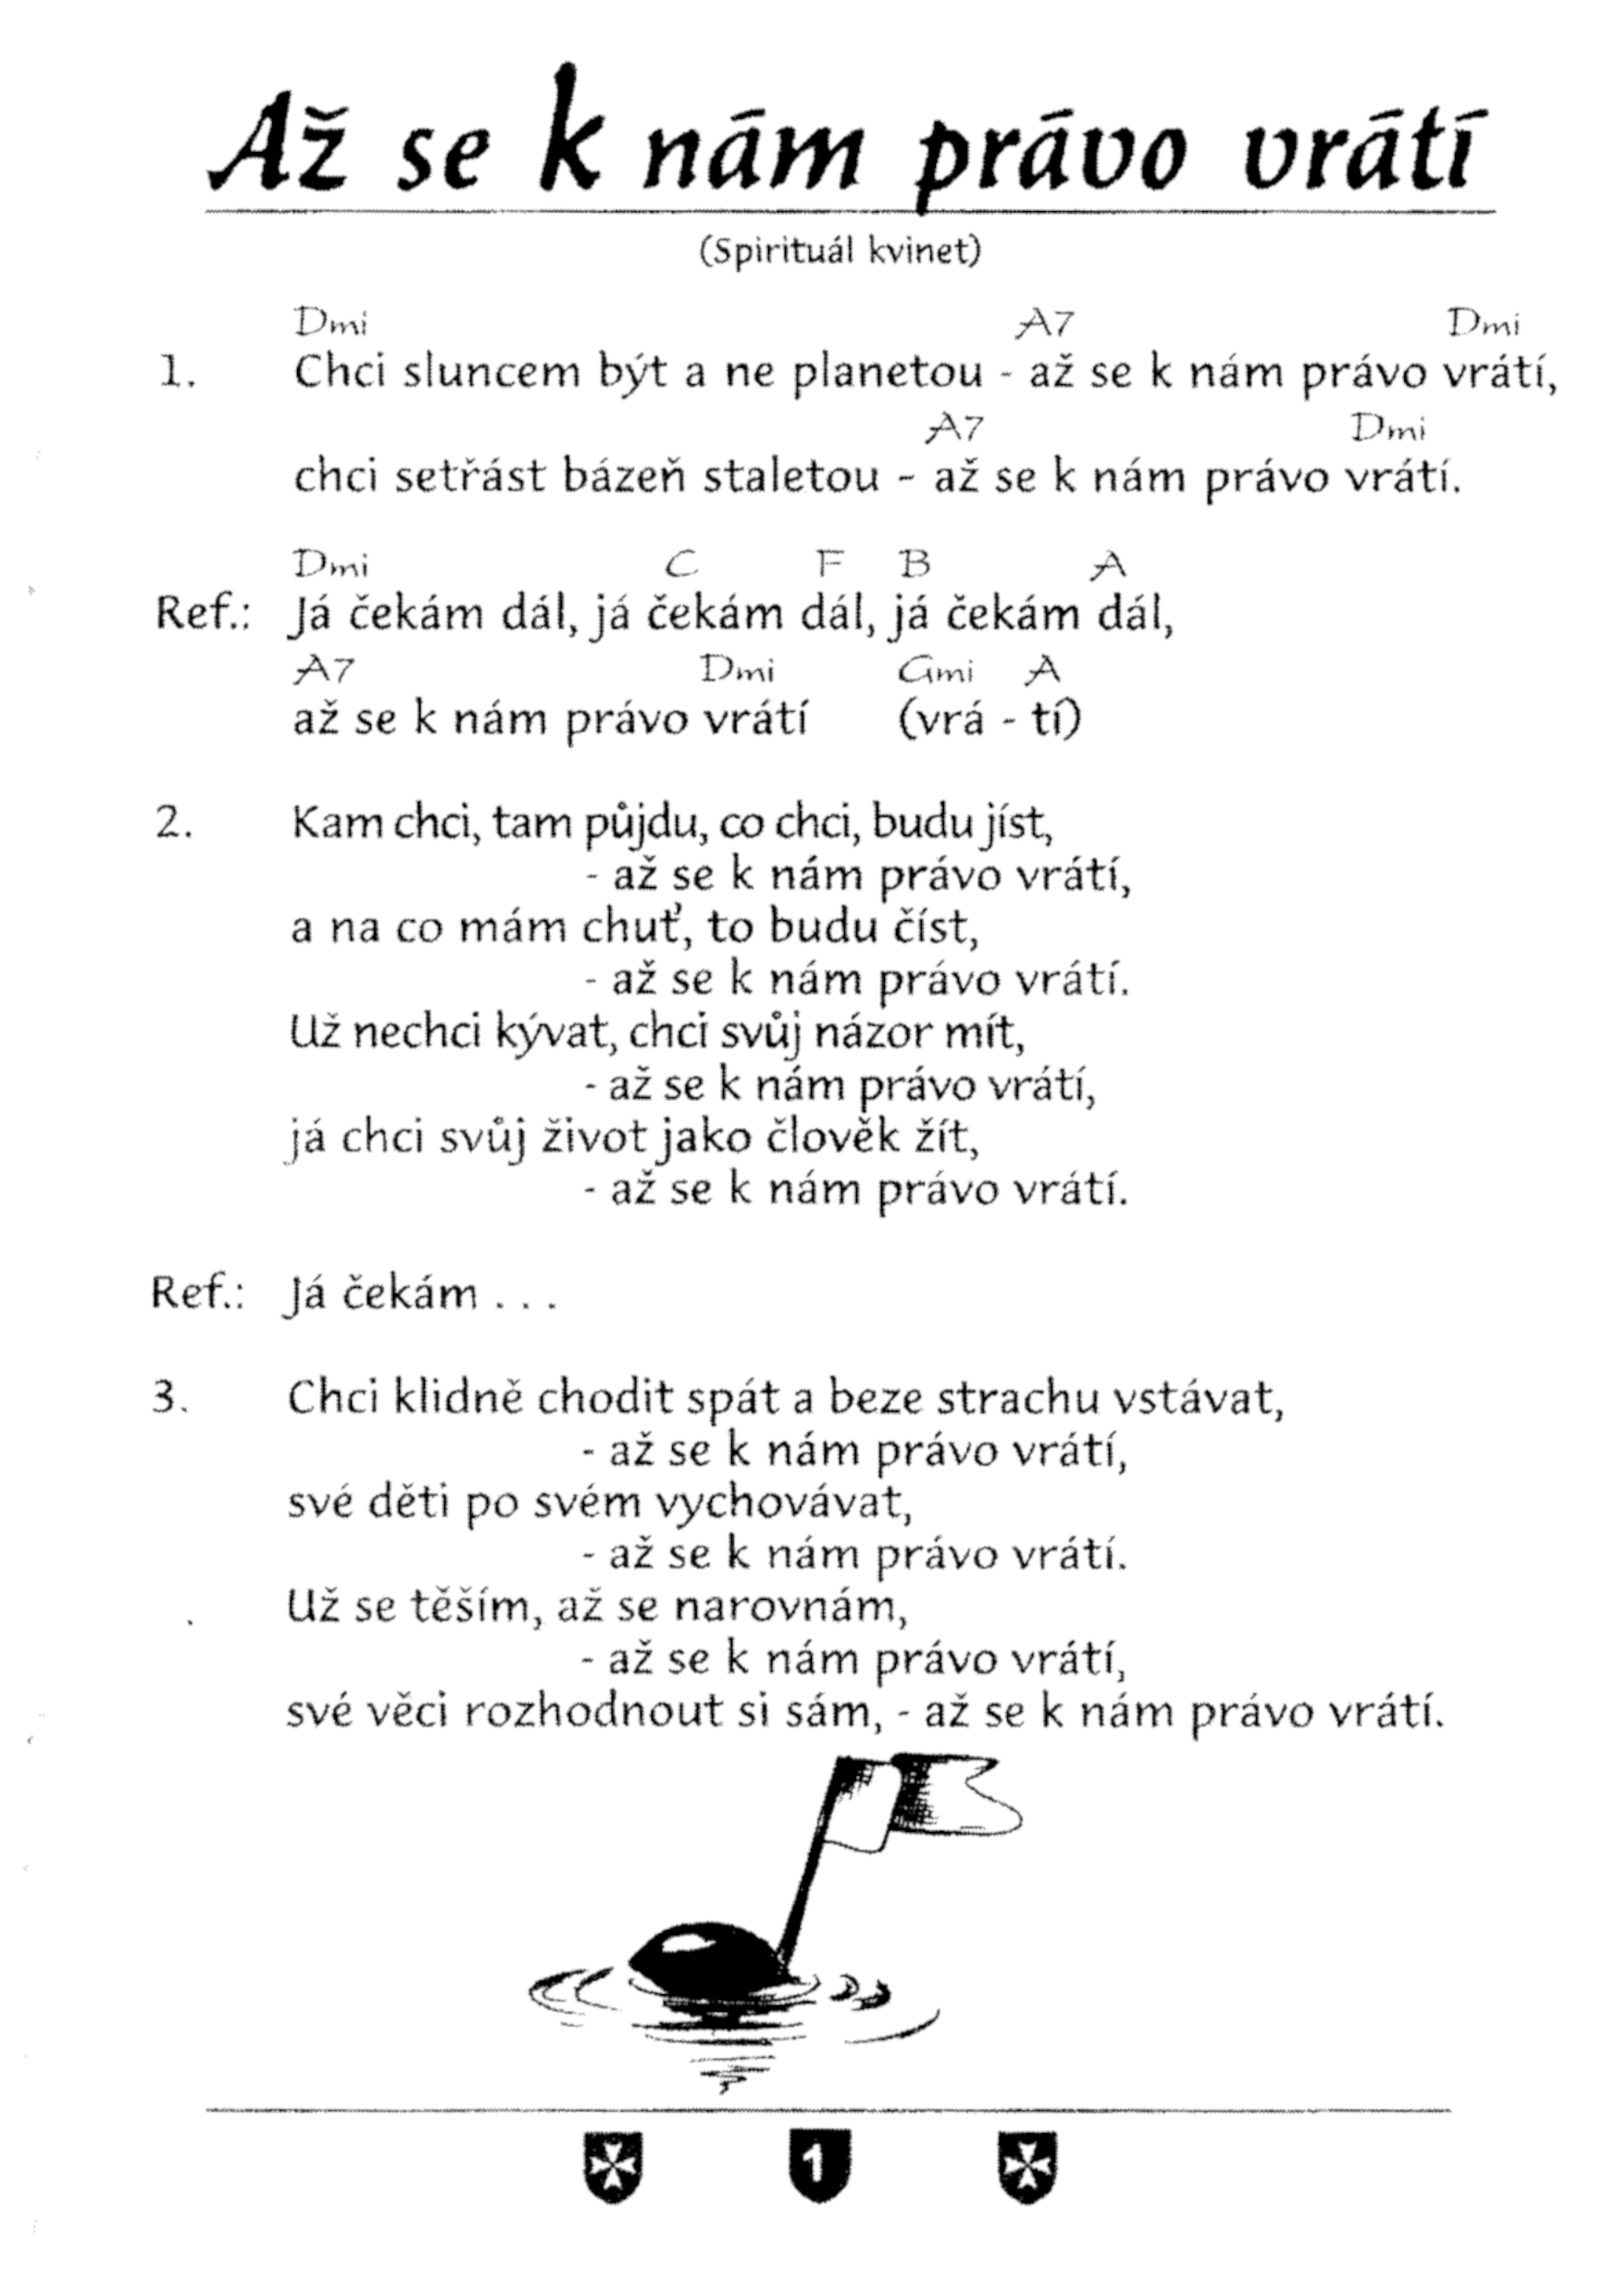 Až se k nám právo vrátí
(Spirituál kvinet)
Dmi A7 Dmi
1. Chci sluncem být a ne planetou - až se k nám právo vrátí,
A7 Dmi
chci setřást bázeň staletou - až se k nám právo vrátí.
Dmi C F B A
Ref.: Já čekám dál, já čekám dál, já čekám dál,
A7 Dmi Gmi A
až se k nám právo vrátí (vrá - tí)
2. Kam chci, tam půjdu, co chci, budu jíst,
- až se k nám právo vrátí,
a na co mám chuť, to budu číst,
- až se k nám právo vrátí.
Už nechci kývat, chci svůj názor mít,
- až se k nám právo vrátí,
já chci svůj život jako člověk žít,
- až se k nám právo vrátí.
Ref.: Já čekám . . .
3. Chci klidně chodit spát a beze strachu vstávat,
- až se k nám právo vrátí,
své děti po svém vychovávat,
- až se k nám právo vrátí.
Už se těším, až se narovnám,
- až se k nám právo vrátí,
své věci rozhodnout si sám, - až se k nám právo vrátí.
1